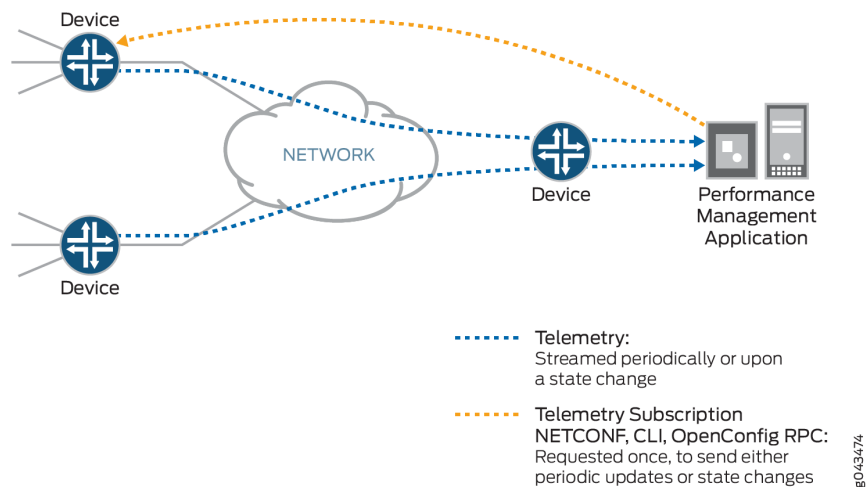 Device
NETWORK
Device
Performance
Management
Application
Device
Telemetry:
Streamed periodically or upon
a state change
Telemetry Subscription
NETCONF, CLI, OpenConfig RPC:
Requested once, to send either
periodic updates or state changes
g043474